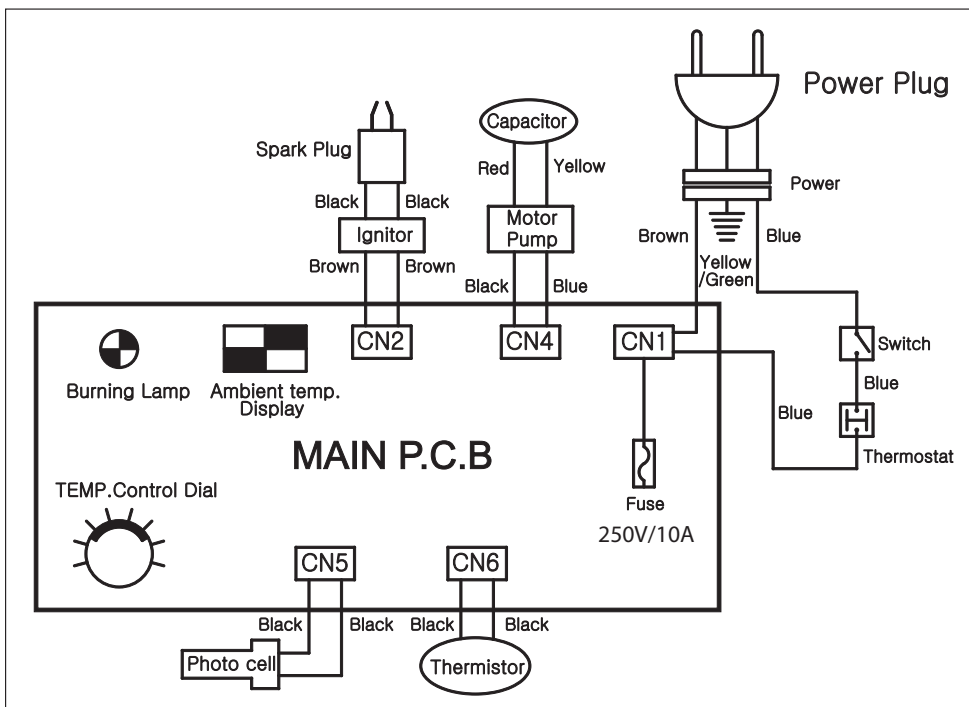 Power Plug
Capacitor
Spark Plug
Red
Yellow
Power
Black
Black
Motor
Pump
Ignitor
Brown
Blue
Yellow
/Green
Brown
Brown
Black
Blue
CN2
CN4
CN1
Switch
Burning Lamp
Ambient temp.
Display
Blue
Blue
MAIN P.C.B
Thermostat
TEMP.Control Dial
Fuse
250V/10A
CN5
CN6
Black
Black
Black
Black
Photo cell
Thermistor